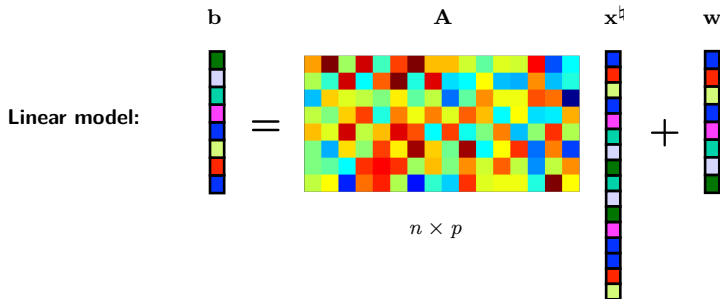 b A x♮ w
Linear model: = +
n × p